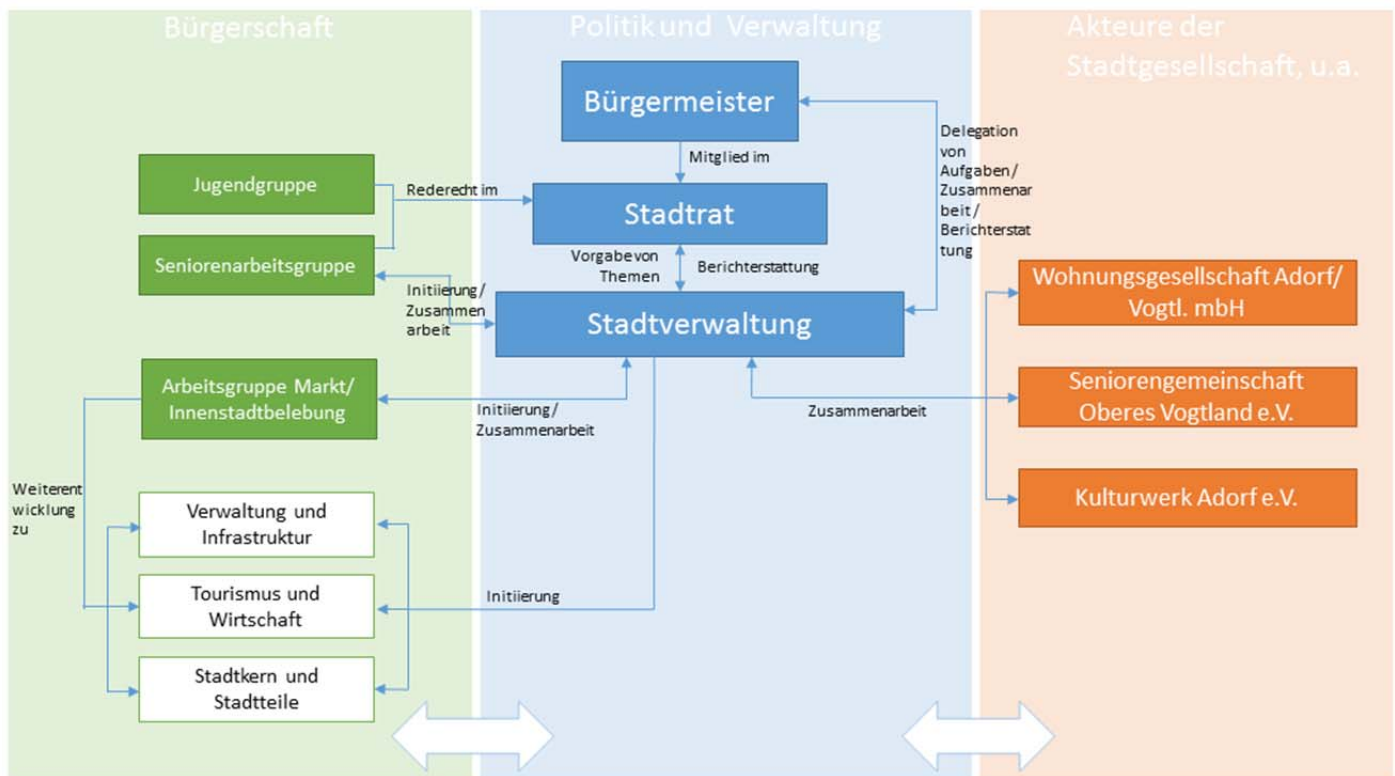 Bürgerschaft
Politik und Verwaltung
Akteure der
Stadtgesellschaft, u.a.
Bürgermeister
Mitglied im
Delegation
von
Aufgaben/
Zusammenar
beit/
Berichterstat
tung
Jugendgruppe
Rederecht im
Stadtrat
Seniorenarbeitsgruppe
Vorgabe von
Themen
Berichterstattung
Initiierung/
Zusammen
arbeit
Stadtverwaltung
Wohnungsgesellschaft Adorf/
Vogtl. mbH
Arbeitsgruppe Markt/
Innenstadtbelebung
Initiierung/
Zusammenarbeit
Zusammenarbeit
Seniorengemeinschaft
Oberes Vogtland e.V.
Kulturwerk Adorf e.V.
Weiterent
wicklung
zu
Verwaltung und
Infrastruktur
Tourismus und
Wirtschaft
Initiierung
Stadtkern und
Stadtteile